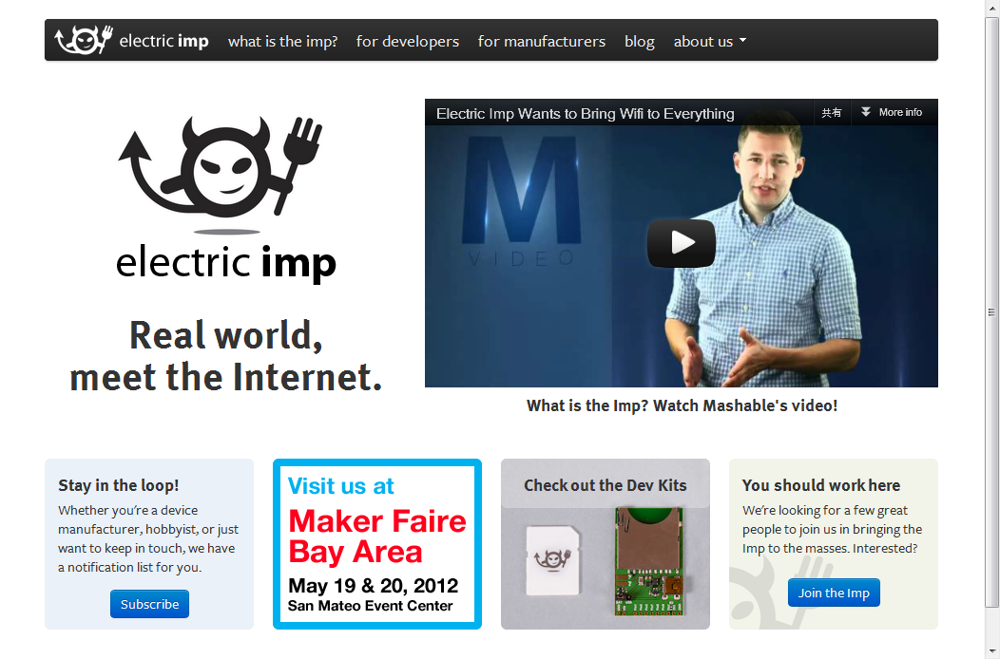 electric imp what is the imp? for developers for manufacturers blog about us
electric imp
Real world,
meet the Internet.
Electric Imp Wants to Bring Wifi to Everything 共有 More info
M
VIDEO
What is the Imp? Watch Mashable's video!
Stay in the loop!
Whether you're a device
manufacturer, hobbyist, or just
want to keep in touch, we have
a notification list for you.
Subscribe
Visit us at
Maker Faire
Bay Area
May 19 & 20, 2012
San Mateo Event Center
Check out the Dev Kits
You should work here
We're looking for a few great
people to join us in bringing the
Imp to the masses. Interested?
Join the Imp